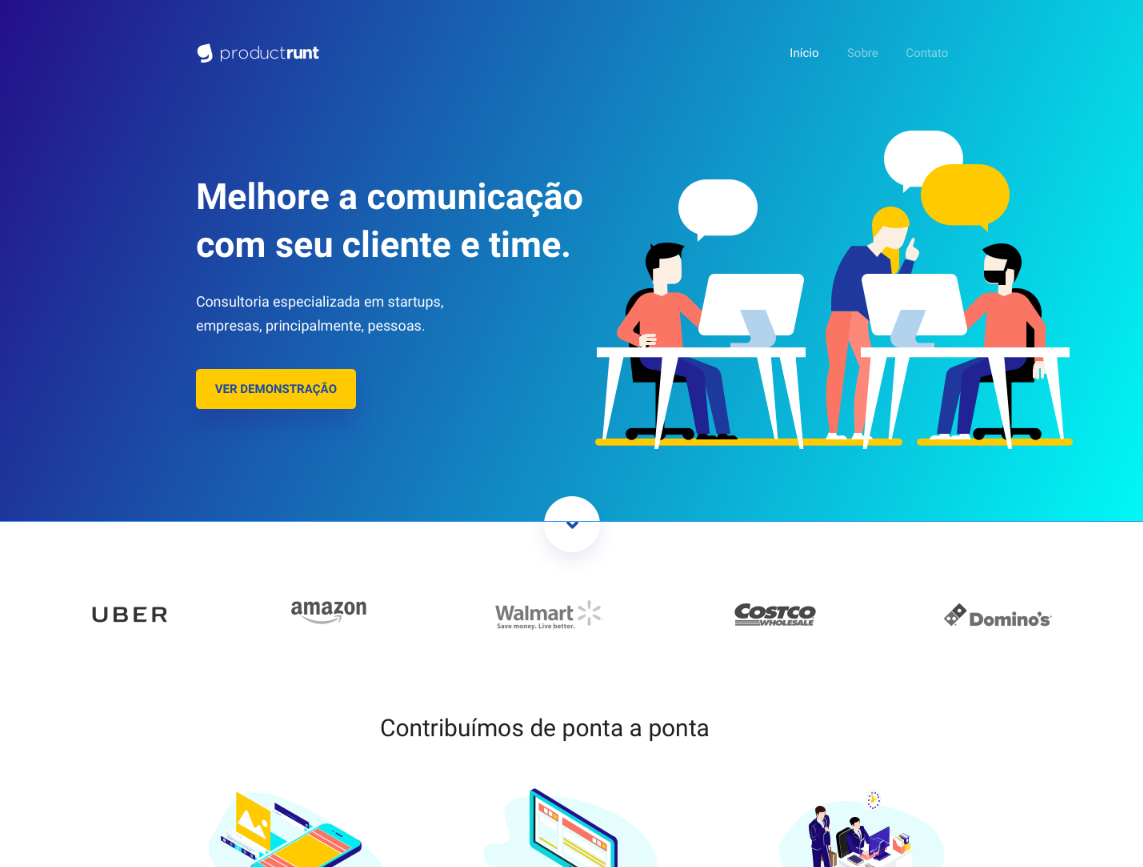 productrunt
Início Sobre Contato
Melhore a comunicação
com seu cliente e time.
Consultoria especializada em startups,
empresas, principalmente, pessoas.
VER DEMONSTRAÇÃO
UBER
amazon
Walmart
Save money. Live better.
COSTCO
WHOLESALE
Domino's
Contribuímos de ponta a ponta